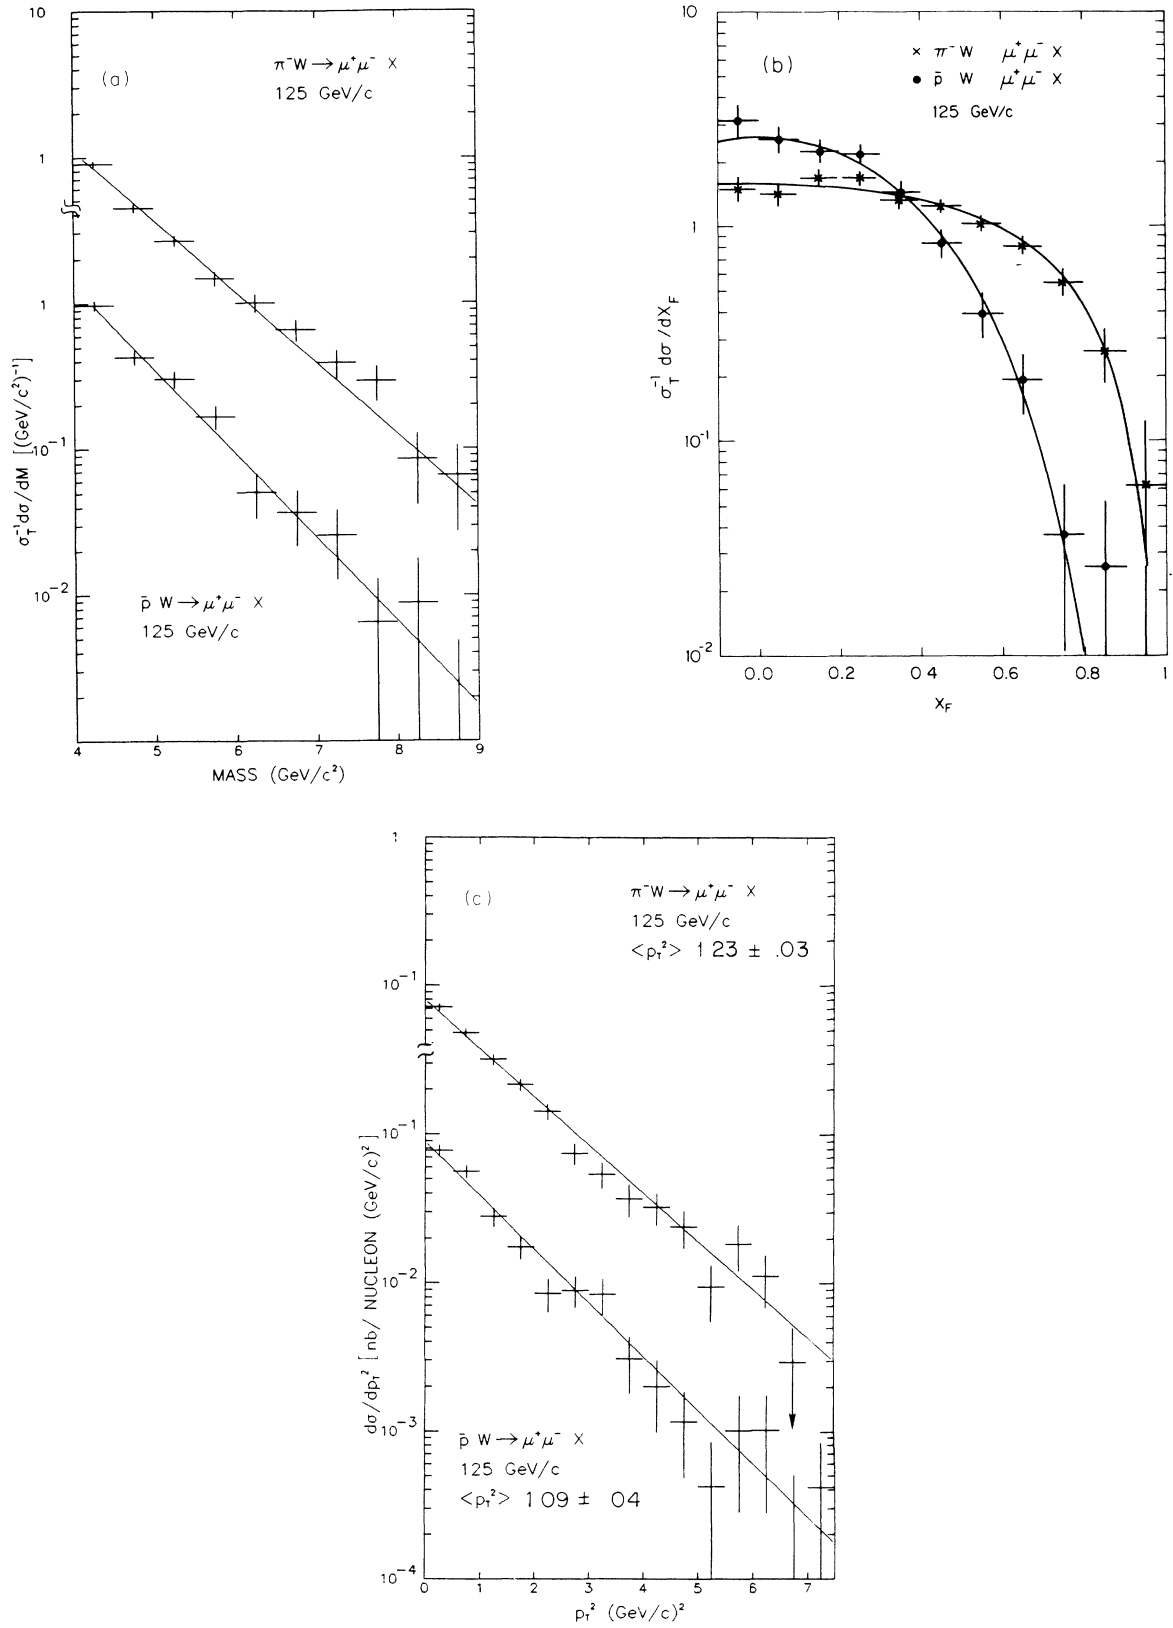 10
(a)
π⁻W→μ⁺μ⁻ X
125 GeV/c
1
1
10⁻¹
10⁻²
σ_T⁻¹dσ/dM [(GeV/c²)⁻¹]
p̄ W→μ⁺μ⁻ X
125 GeV/c
4 5 6 7 8 9
MASS (GeV/c²)
10
(b)
× π⁻ W μ⁺μ⁻ X
● p̄ W μ⁺μ⁻ X
125 GeV/c
1
10⁻¹
10⁻²
σ_T⁻¹ dσ/dX_F
0.0 0.2 0.4 0.6 0.8 1
X_F
1
(c)
π⁻W→μ⁺μ⁻ X
125 GeV/c
<p_T²> 1 23 ± .03
10⁻¹
10⁻¹
10⁻²
10⁻³
10⁻⁴
dσ/dp_T² [nb/ NUCLEON (GeV/c)²]
p̄ W→μ⁺μ⁻ X
125 GeV/c
<p_T²> 1 09 ± 04
0 1 2 3 4 5 6 7
p_T² (GeV/c)²